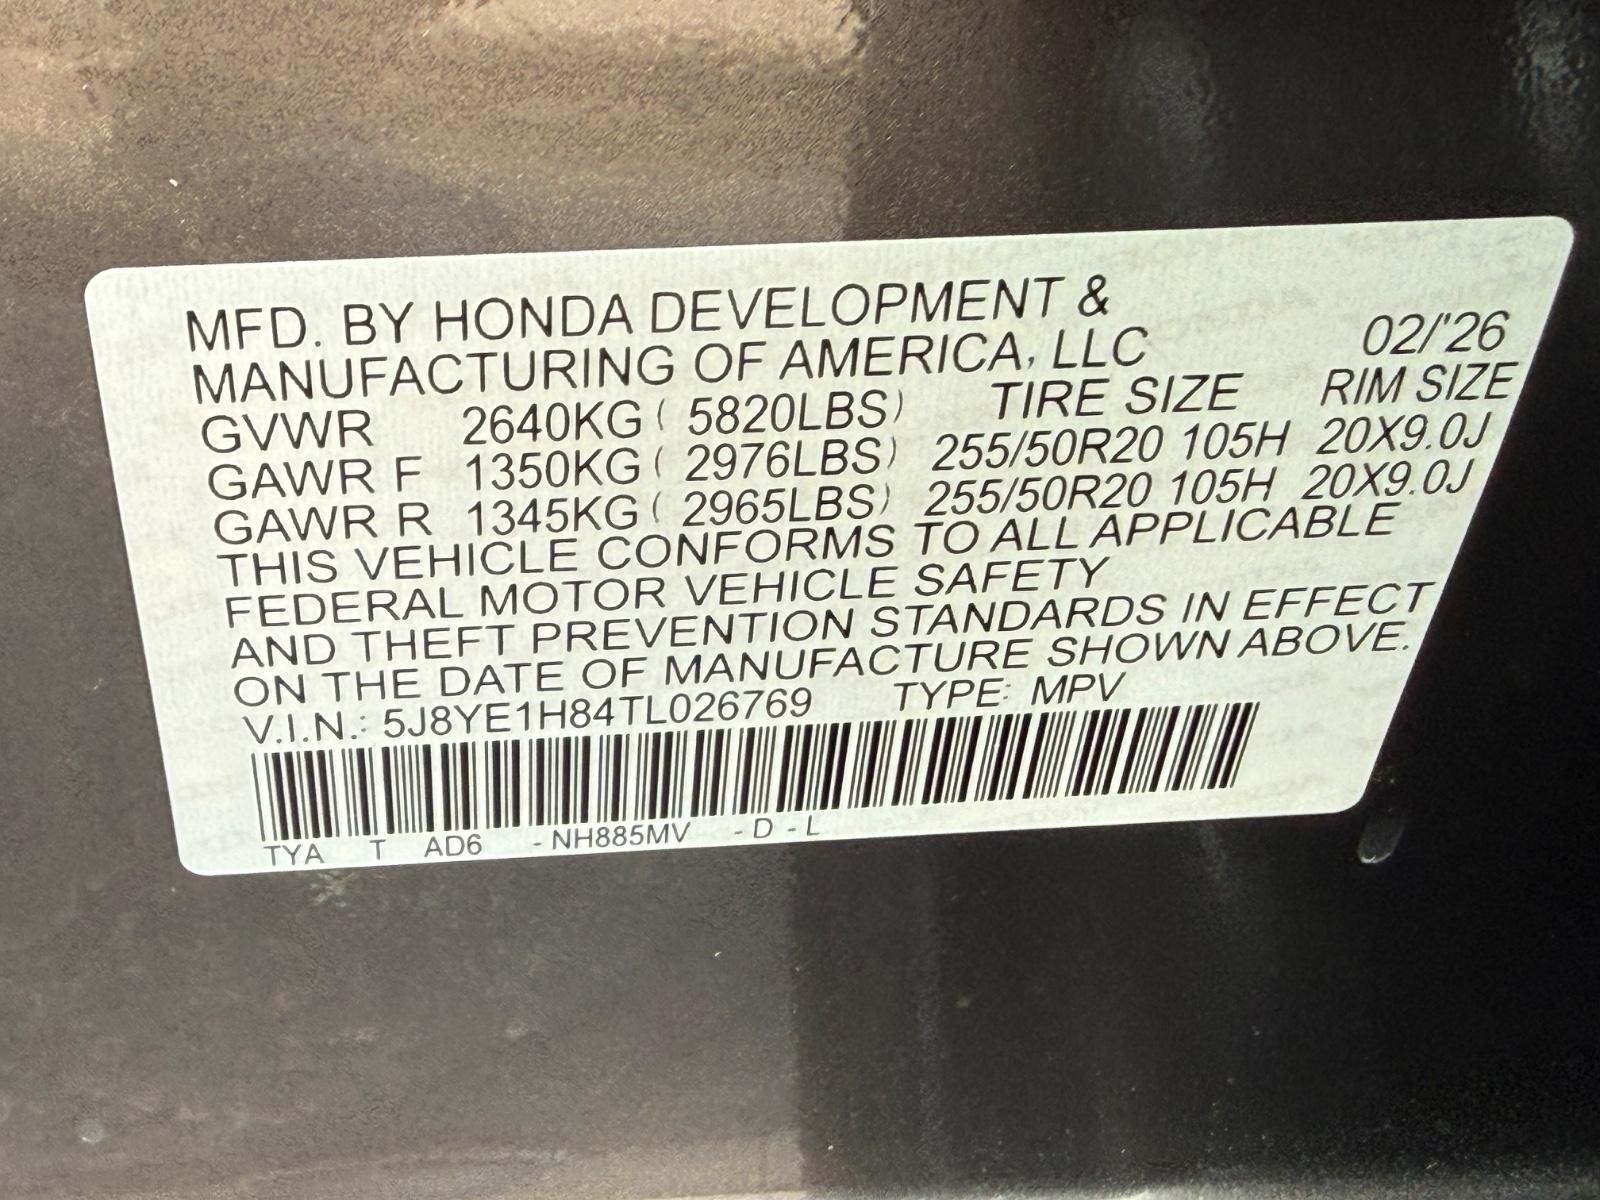 MFD. BY HONDA DEVELOPMENT &
MANUFACTURING OF AMERICA, LLC 02/'26
GVWR 2640KG ( 5820LBS) TIRE SIZE RIM SIZE
GAWR F 1350KG ( 2976LBS) 255/50R20 105H 20X9.0J
GAWR R 1345KG ( 2965LBS) 255/50R20 105H 20X9.0J
THIS VEHICLE CONFORMS TO ALL APPLICABLE
FEDERAL MOTOR VEHICLE SAFETY
AND THEFT PREVENTION STANDARDS IN EFFECT
ON THE DATE OF MANUFACTURE SHOWN ABOVE.
V.I.N.: 5J8YE1H84TL026769 TYPE: MPV
TYA T AD6 - NH885MV - D - L